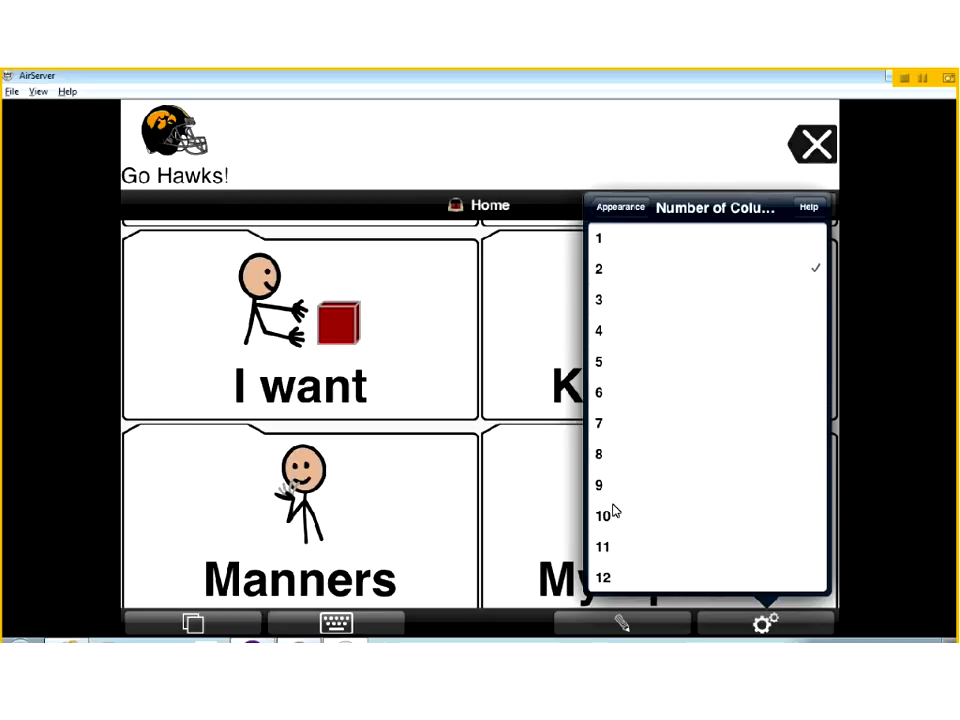 AirServer
File View Help
Go Hawks!
Home
Appearance Number of Colu... Help
1
2
3
4
5
6
7
8
9
10
11
12
I want
K
Manners
My